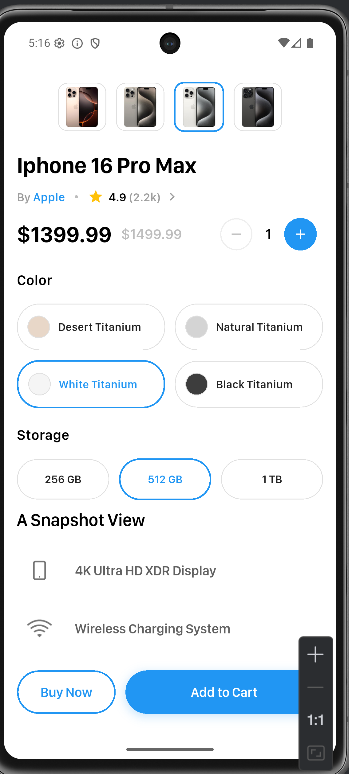 5:16
Iphone 16 Pro Max
By Apple • 4.9 (2.2k) >
$1399.99 $1499.99 − 1 +
Color
Desert Titanium Natural Titanium
White Titanium Black Titanium
Storage
256 GB 512 GB 1 TB
A Snapshot View
4K Ultra HD XDR Display
Wireless Charging System
Buy Now Add to Cart
1:1